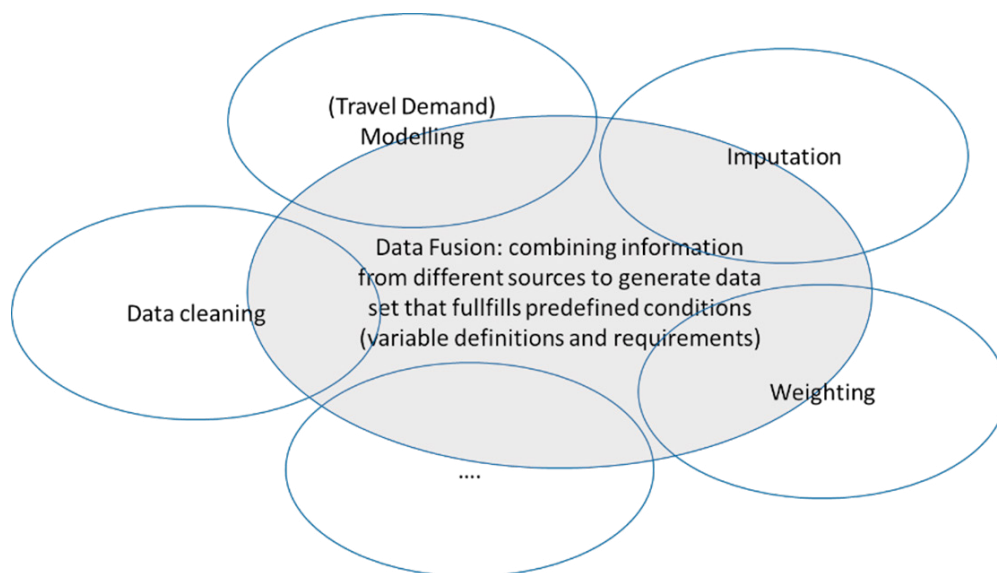 (Travel Demand)
Modelling
Imputation
Data Fusion: combining information
from different sources to generate data
set that fullfills predefined conditions
(variable definitions and requirements)
Data cleaning
Weighting
....